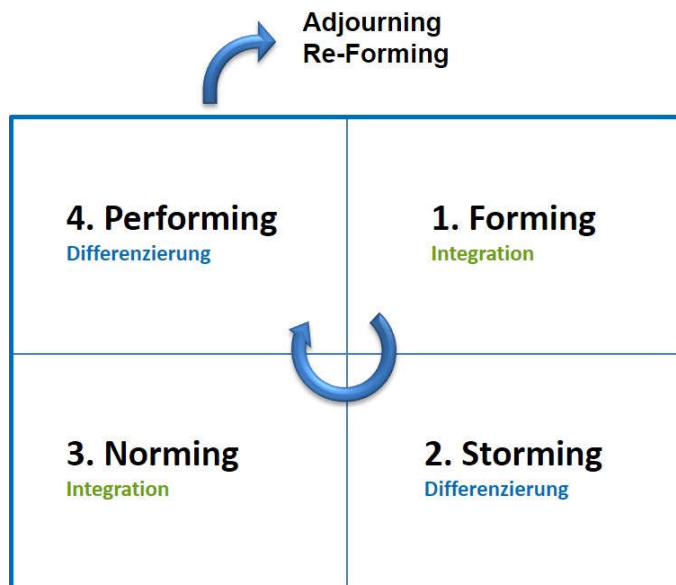 Adjourning
Re-Forming
4. Performing
Differenzierung
1. Forming
Integration
3. Norming
Integration
2. Storming
Differenzierung